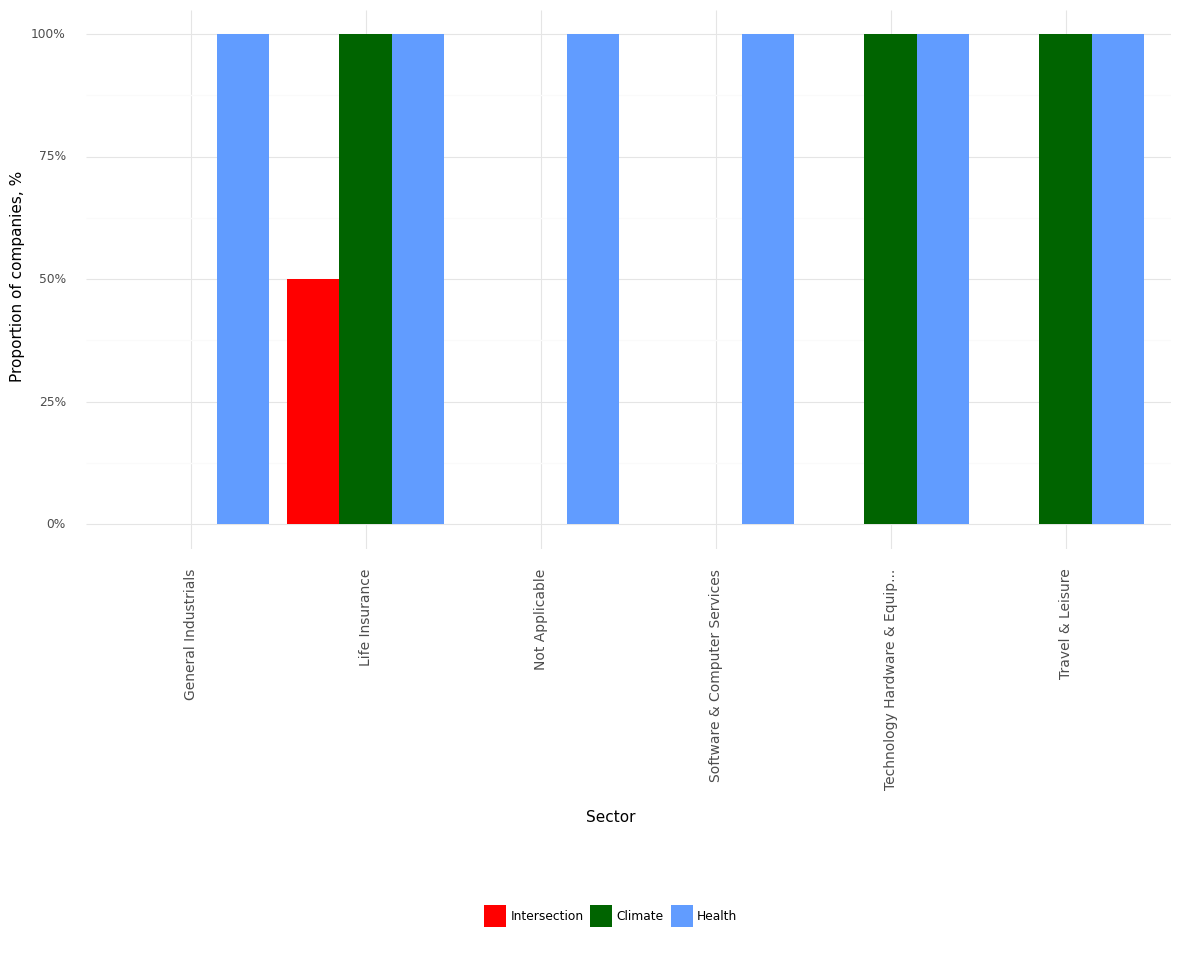 Proportion of companies, %
100%
75%
50%
25%
0%
General Industrials
Life Insurance
Not Applicable
Software & Computer Services
Technology Hardware & Equip...
Travel & Leisure
Sector
Intersection Climate Health